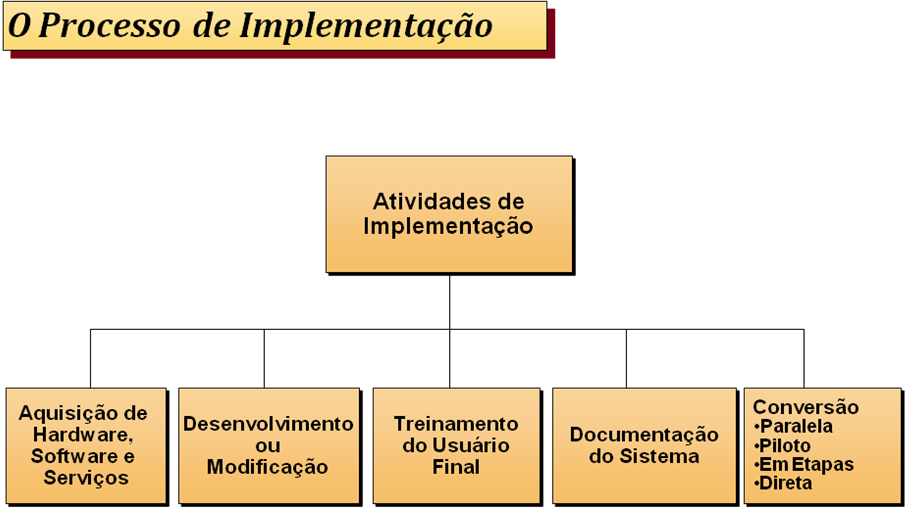 O Processo de Implementação
Atividades de
Implementação
Aquisição de
Hardware,
Software e
Serviços
Desenvolvimento
ou
Modificação
Treinamento
do Usuário
Final
Documentação
do Sistema
Conversão
•Paralela
•Piloto
•Em Etapas
•Direta